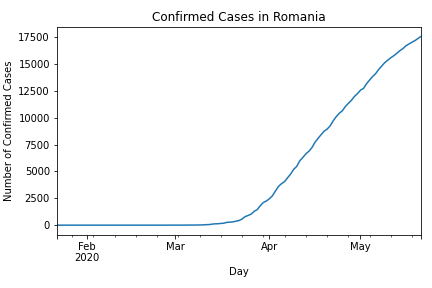 Confirmed Cases in Romania
Number of Confirmed Cases
17500
15000
12500
10000
7500
5000
2500
0
Feb
2020
Mar
Apr
May
Day